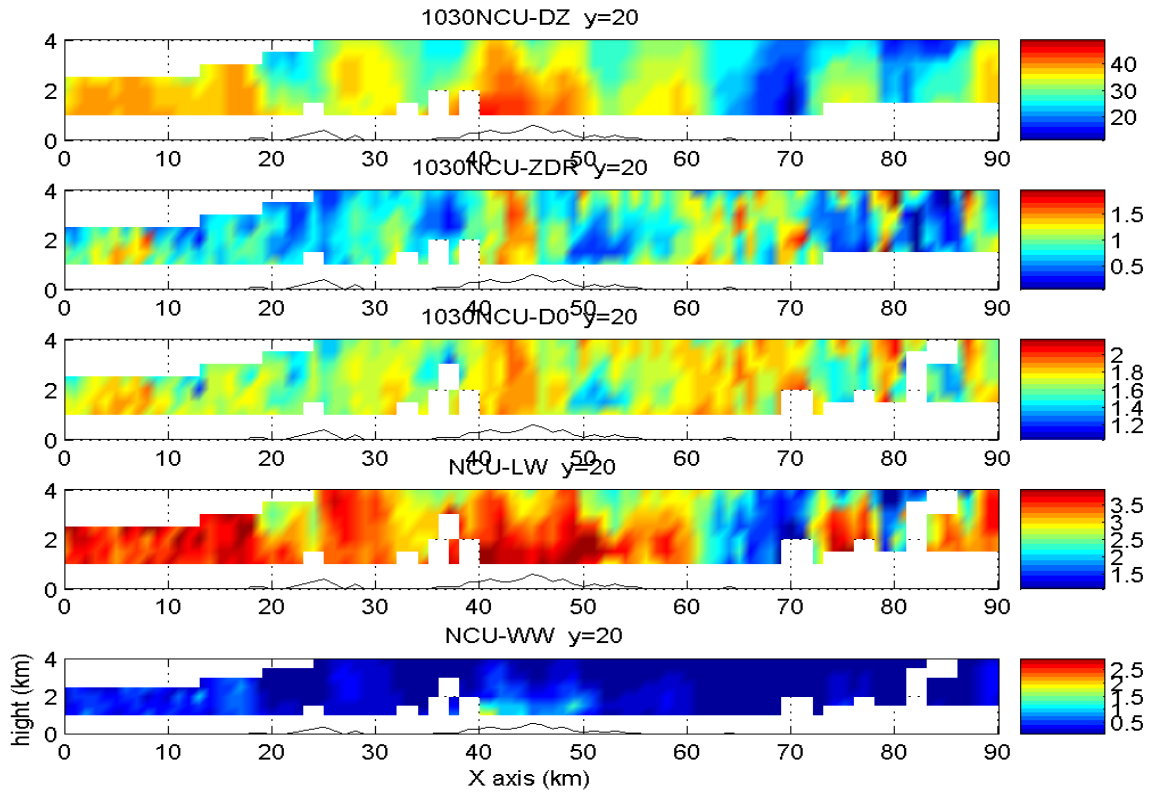 1030NCU-DZ y=20
4
2
0
40
30
20
0 10 20 30 40 50 60 70 80 90
1030NCU-ZDR y=20
4
2
0
1.5
1
0.5
0 10 20 30 40 50 60 70 80 90
1030NCU-D0 y=20
4
2
0
2
1.8
1.6
1.4
1.2
0 10 20 30 40 50 60 70 80 90
NCU-LW y=20
4
2
0
3.5
3
2.5
2
1.5
0 10 20 30 40 50 60 70 80 90
NCU-WW y=20
hight (km)
4
2
0
2.5
1.5
0.5
0 10 20 30 40 50 60 70 80 90
X axis (km)